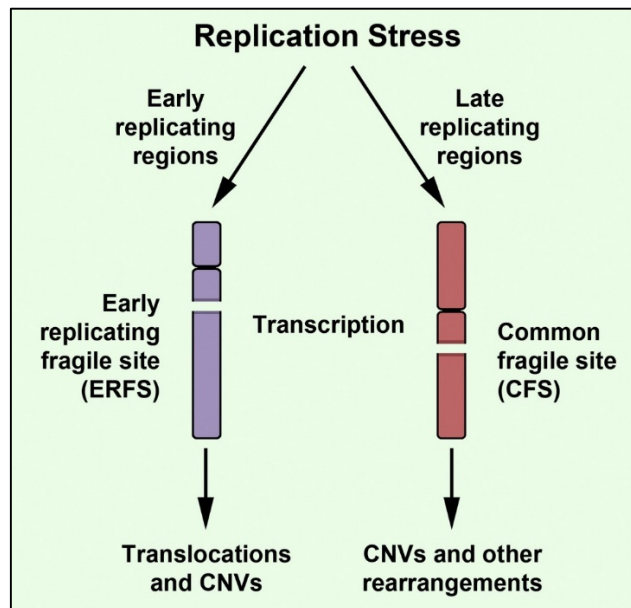 Replication Stress
Early
replicating
regions
Late
replicating
regions
Early
replicating
fragile site
(ERFS)
Transcription
Common
fragile site
(CFS)
Translocations
and CNVs
CNVs and other
rearrangements